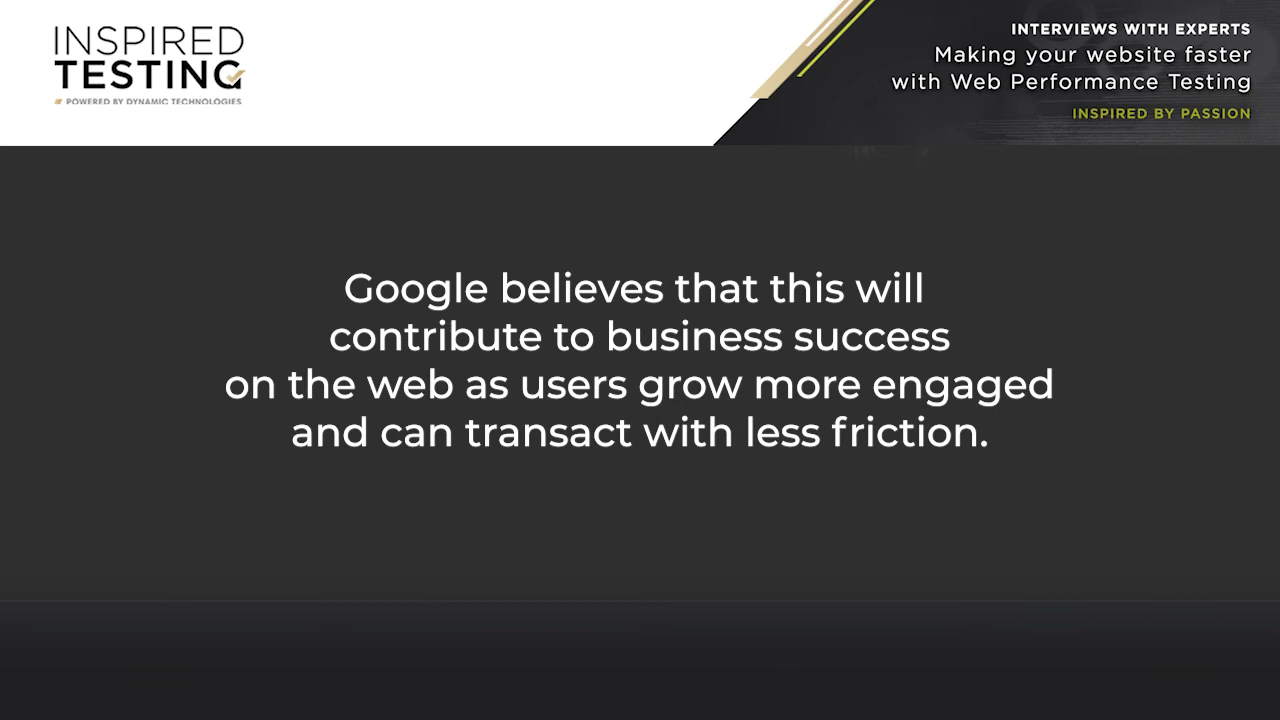 INSPIRED
TESTING
POWERED BY DYNAMIC TECHNOLOGIES
INTERVIEWS WITH EXPERTS
Making your website faster
with Web Performance Testing
INSPIRED BY PASSION
Google believes that this will
contribute to business success
on the web as users grow more engaged
and can transact with less friction.